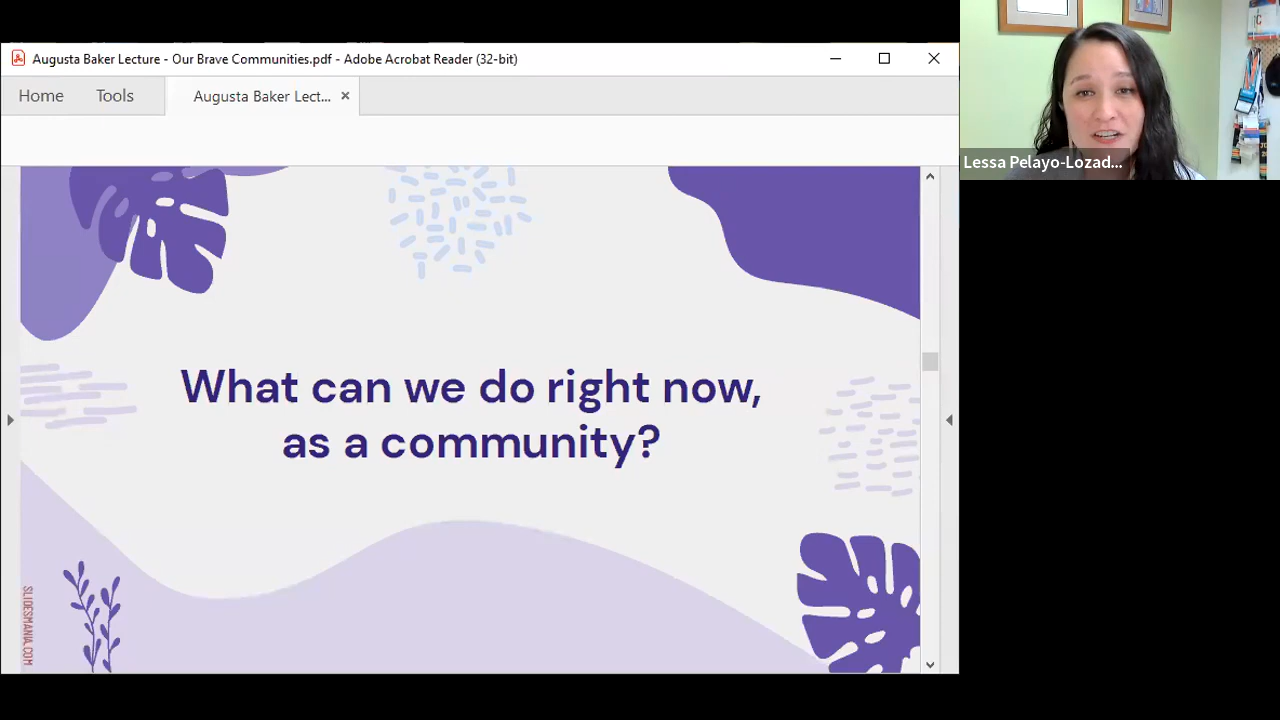 Augusta Baker Lecture - Our Brave Communities.pdf - Adobe Acrobat Reader (32-bit)
Home
Tools
Augusta Baker Lect...
Lessa Pelayo-Lozad...
What can we do right now,
as a community?
SLIDESMANIA.COM